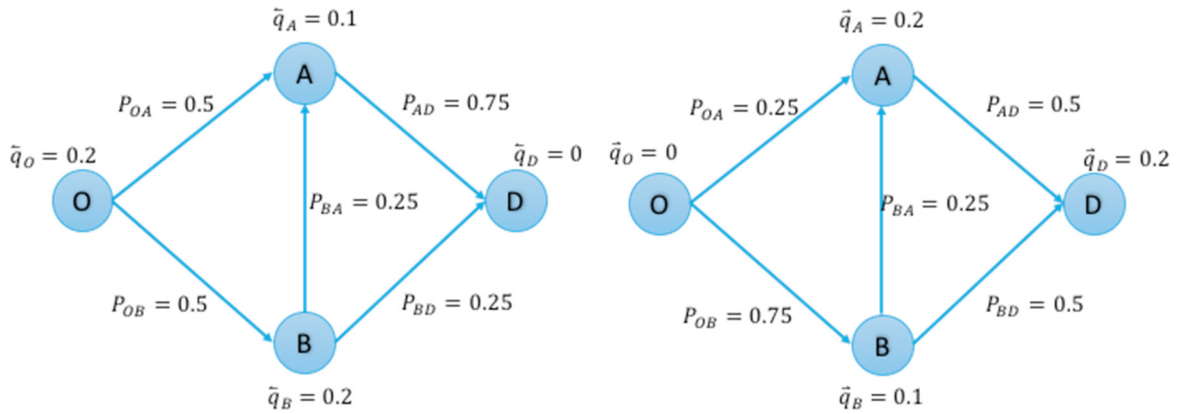 q̄_A = 0.1
A
P_OA = 0.5
P_AD = 0.75
q̄_O = 0.2
q̄_D = 0
O
P_BA = 0.25
D
P_OB = 0.5
P_BD = 0.25
B
q̄_B = 0.2
q⃗_A = 0.2
A
P_OA = 0.25
P_AD = 0.5
q⃗_O = 0
q⃗_D = 0.2
O
P_BA = 0.25
D
P_OB = 0.75
P_BD = 0.5
B
q⃗_B = 0.1